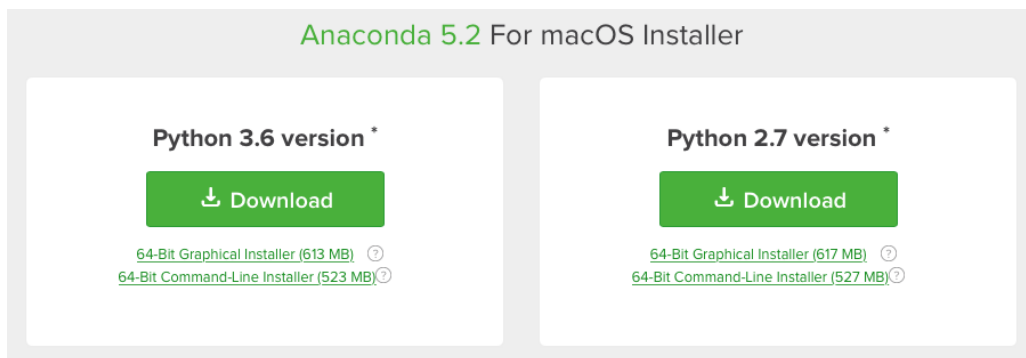 Anaconda 5.2 For macOS Installer
Python 3.6 version *
Download
64-Bit Graphical Installer (613 MB) ?
64-Bit Command-Line Installer (523 MB) ?
Python 2.7 version *
Download
64-Bit Graphical Installer (617 MB) ?
64-Bit Command-Line Installer (527 MB) ?